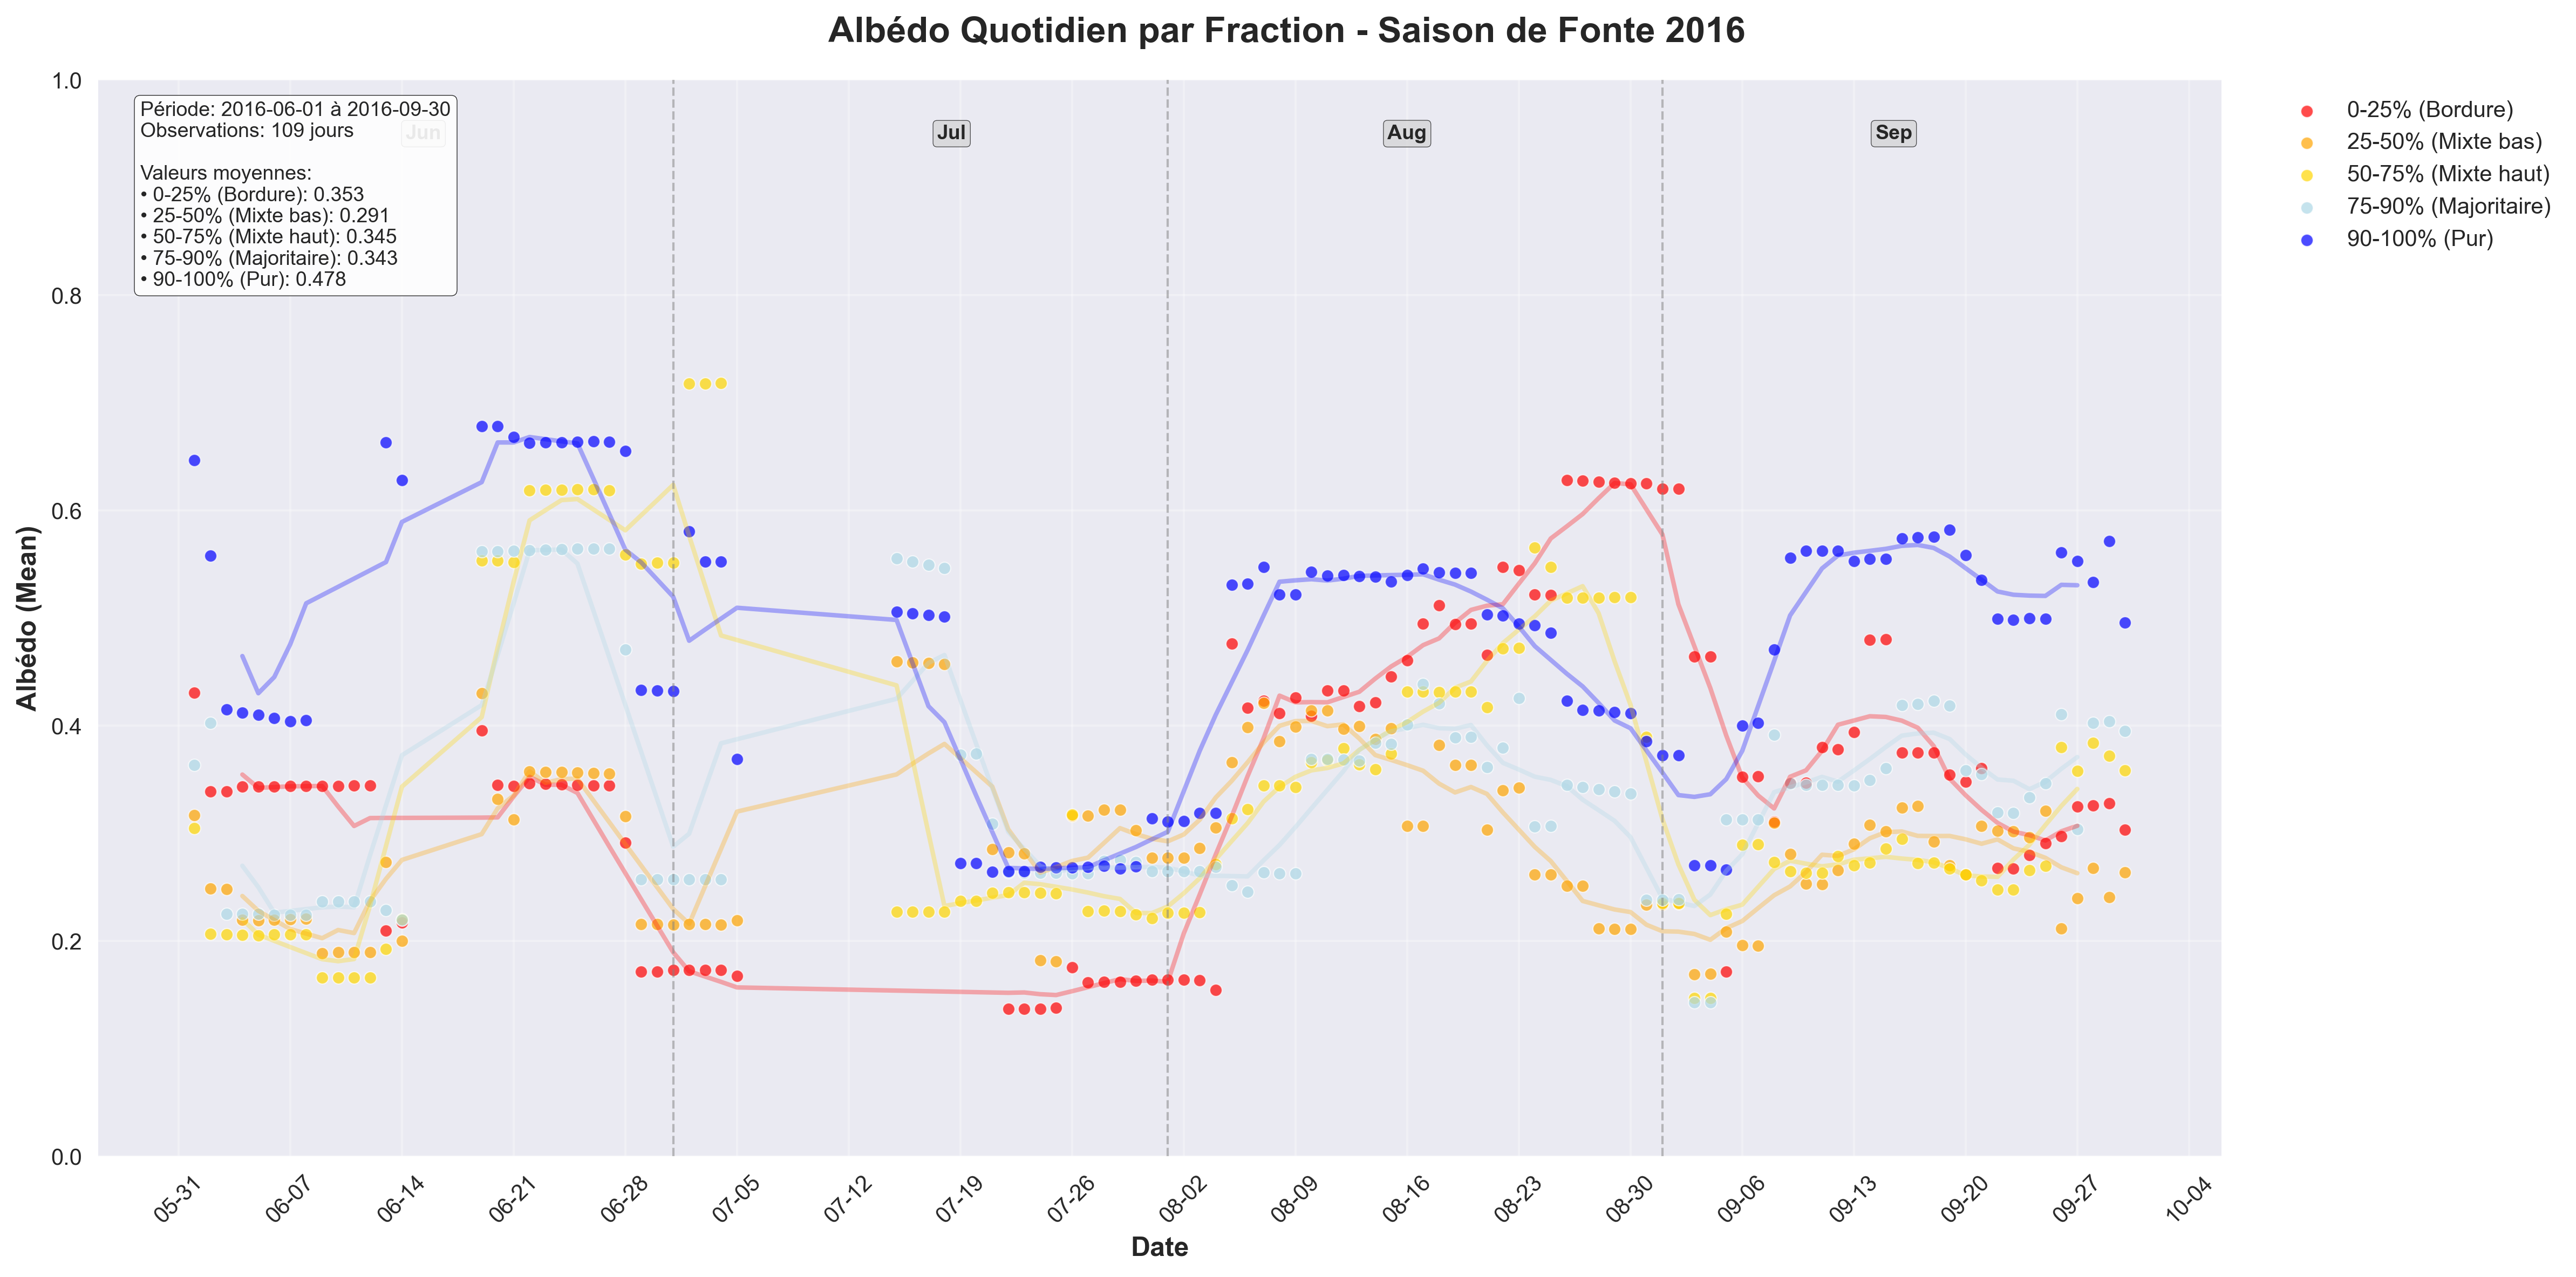 Albédo Quotidien par Fraction - Saison de Fonte 2016
Période: 2016-06-01 à 2016-09-30
Observations: 109 jours
Valeurs moyennes:
• 0-25% (Bordure): 0.353
• 25-50% (Mixte bas): 0.291
• 50-75% (Mixte haut): 0.345
• 75-90% (Majoritaire): 0.343
• 90-100% (Pur): 0.478
Jun
Jul
Aug
Sep
0-25% (Bordure)
25-50% (Mixte bas)
50-75% (Mixte haut)
75-90% (Majoritaire)
90-100% (Pur)
Albédo (Mean)
1.0
0.8
0.6
0.4
0.2
0.0
05-31
06-07
06-14
06-21
06-28
07-05
07-12
07-19
07-26
08-02
08-09
08-16
08-23
08-30
09-06
09-13
09-20
09-27
10-04
Date